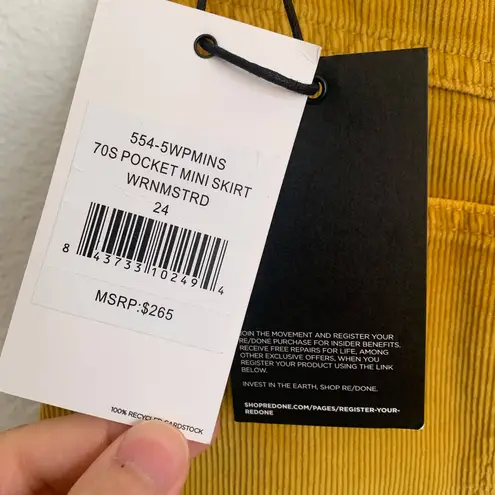 554-5WPMINS
70S POCKET MINI SKIRT
WRNMSTRD
24
8 43733 10249 4
MSRP:$265
100% RECYCLED CARDSTOCK
JOIN THE MOVEMENT AND REGISTER YOUR
RE/DONE PURCHASE FOR INSIDER BENEFITS.
RECEIVE FREE REPAIRS FOR LIFE, AMONG
OTHER EXCLUSIVE OFFERS, WHEN YOU
REGISTER YOUR PRODUCT USING THE LINK
BELOW.
INVEST IN THE EARTH, SHOP RE/DONE.
SHOPREDONE.COM/PAGES/REGISTER-YOUR-
REDONE